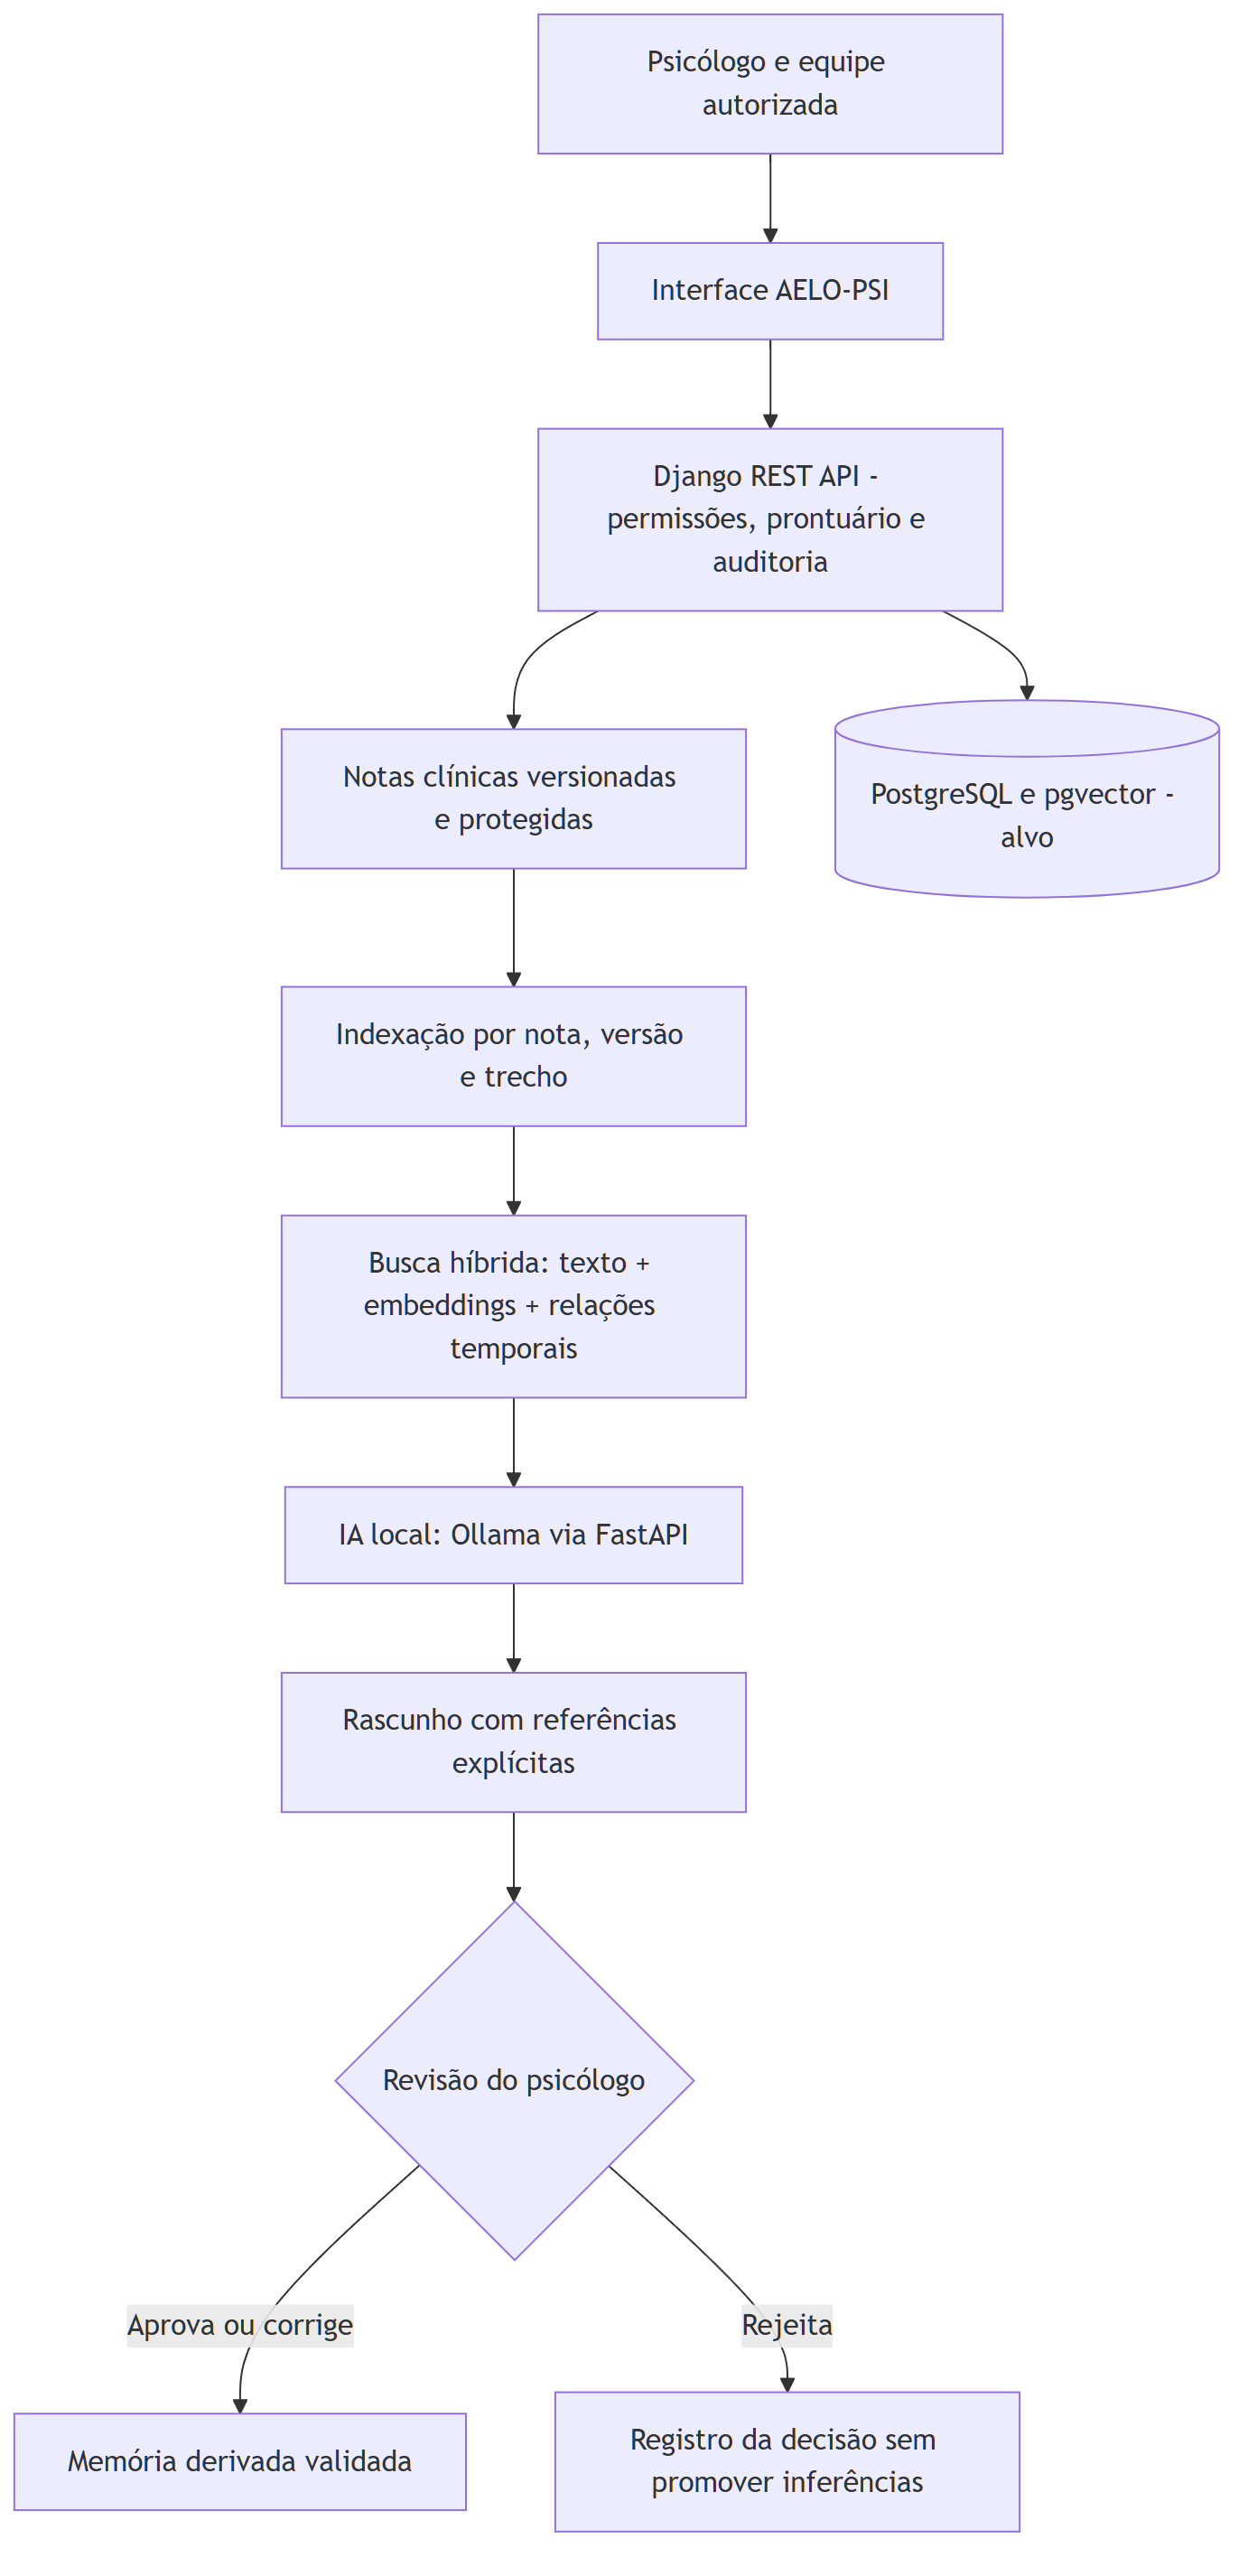 Psicólogo e equipe
autorizada
Interface AELO-PSI
Django REST API -
permissões, prontuário e
auditoria
Notas clínicas versionadas
e protegidas
PostgreSQL e pgvector -
alvo
Indexação por nota, versão
e trecho
Busca híbrida: texto +
embeddings + relações
temporais
IA local: Ollama via FastAPI
Rascunho com referências
explícitas
Revisão do psicólogo
Aprova ou corrige
Rejeita
Memória derivada validada
Registro da decisão sem
promover inferências